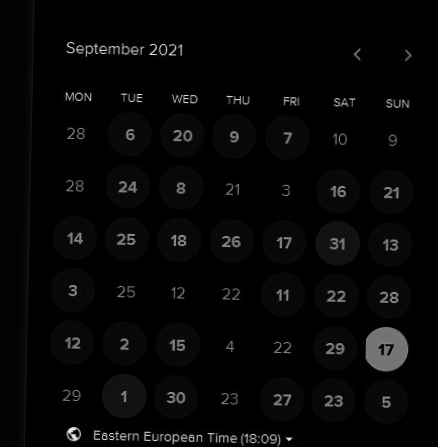 September 2021
MON TUE WED THU FRI SAT SUN
28 6 20 9 7 10 9
28 24 8 21 3 16 21
14 25 18 26 17 31 13
3 25 12 22 11 22 28
12 2 15 4 22 29 17
29 1 30 23 27 23 5
Eastern European Time (18:09)